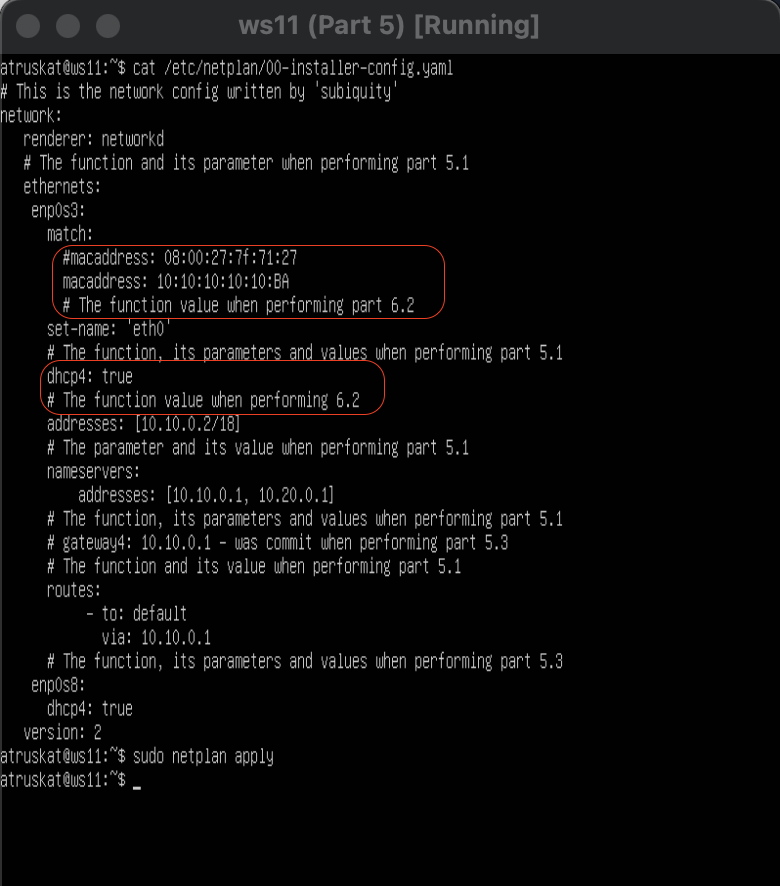 ws11 (Part 5) [Running]
atruskat@ws11:~$ cat /etc/netplan/00-installer-config.yaml
# This is the network config written by 'subiquity'
network:
   renderer: networkd
   # The function and its parameter when performing part 5.1
   ethernets:
    enp0s3:
      match:
        #macaddress: 08:00:27:7f:71:27
        macaddress: 10:10:10:10:10:BA
        # The function value when performing part 6.2
      set-name: 'eth0'
      # The function, its parameters and values when performing part 5.1
      dhcp4: true
      # The function value when performing 6.2
      addresses: [10.10.0.2/18]
      # The parameter and its value when performing part 5.1
      nameservers:
          addresses: [10.10.0.1, 10.20.0.1]
      # The function, its parameters and values when performing part 5.1
      # gateway4: 10.10.0.1 - was commit when performing part 5.3
      # The function and its value when performing part 5.1
      routes:
           - to: default
             via: 10.10.0.1
      # The function, its parameters and values when performing part 5.3
    enp0s8:
      dhcp4: true
   version: 2
atruskat@ws11:~$ sudo netplan apply
atruskat@ws11:~$ _